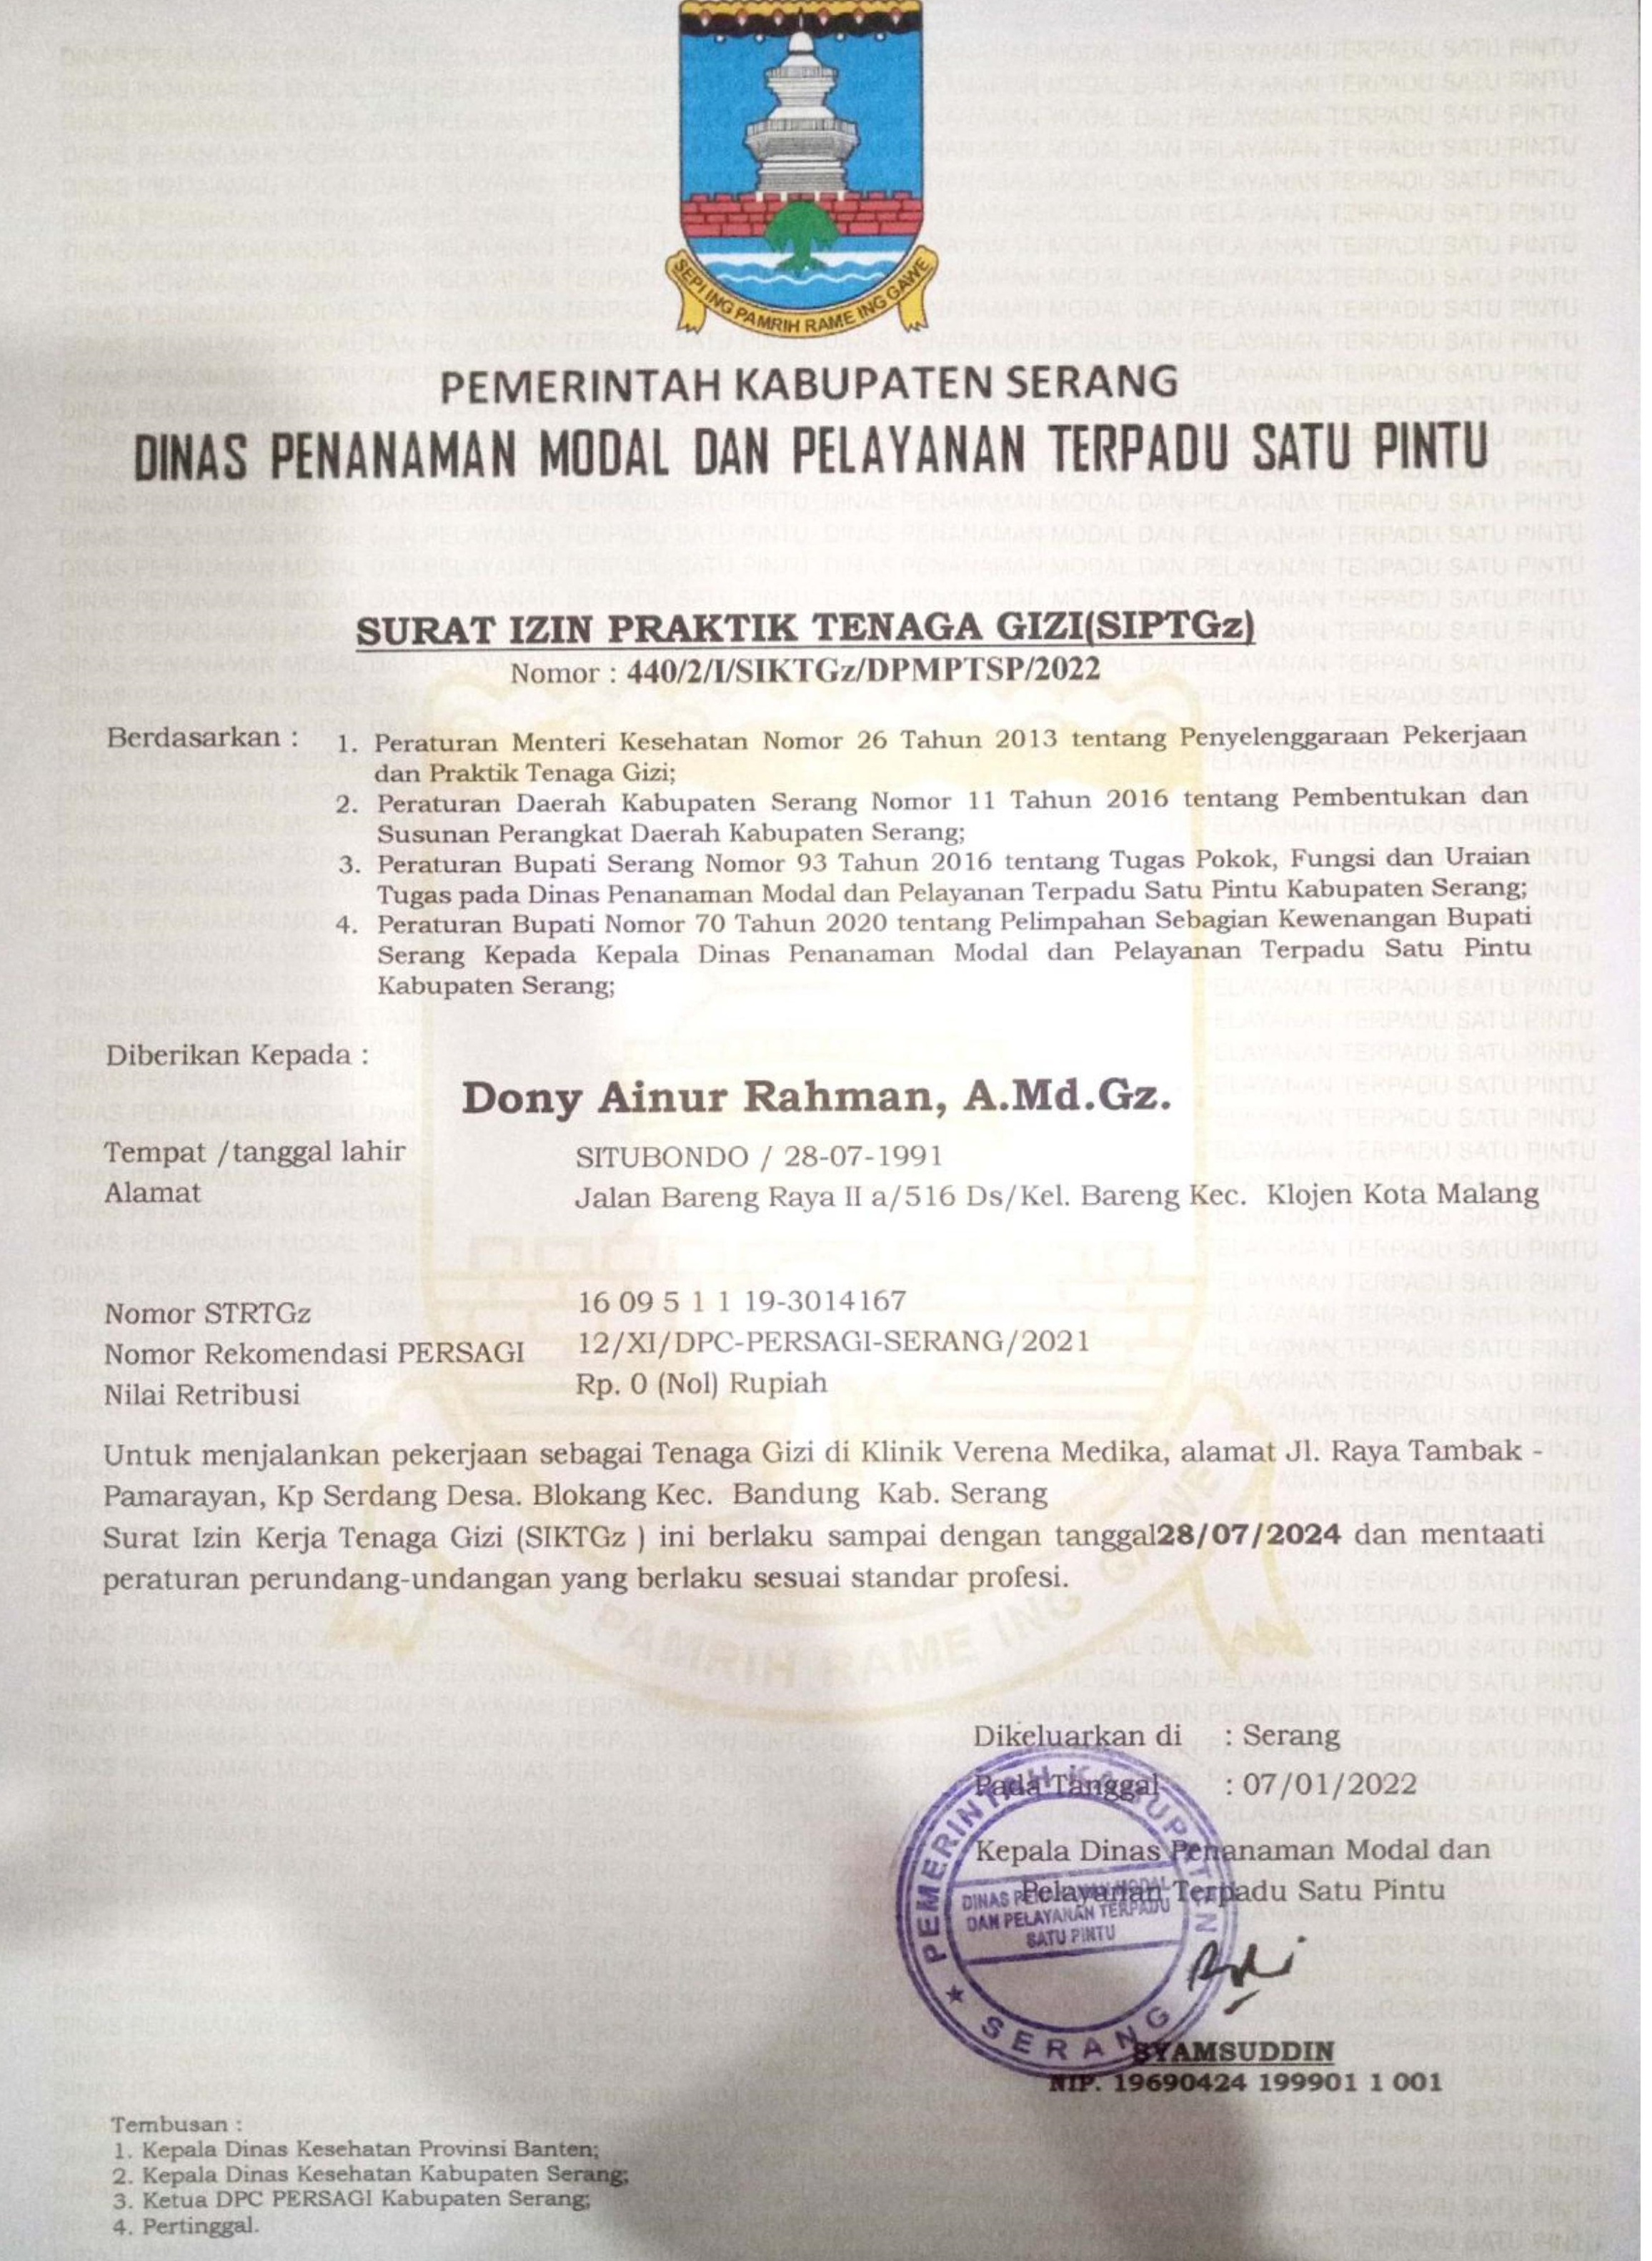 SEPI ING PAMRIH RAME ING GAWE
PEMERINTAH KABUPATEN SERANG
DINAS PENANAMAN MODAL DAN PELAYANAN TERPADU SATU PINTU
SURAT IZIN PRAKTIK TENAGA GIZI(SIPTGz)
Nomor : 440/2/I/SIKTGz/DPMPTSP/2022
Berdasarkan : 1. Peraturan Menteri Kesehatan Nomor 26 Tahun 2013 tentang Penyelenggaraan Pekerjaan
dan Praktik Tenaga Gizi;
2. Peraturan Daerah Kabupaten Serang Nomor 11 Tahun 2016 tentang Pembentukan dan
Susunan Perangkat Daerah Kabupaten Serang;
3. Peraturan Bupati Serang Nomor 93 Tahun 2016 tentang Tugas Pokok, Fungsi dan Uraian
Tugas pada Dinas Penanaman Modal dan Pelayanan Terpadu Satu Pintu Kabupaten Serang;
4. Peraturan Bupati Nomor 70 Tahun 2020 tentang Pelimpahan Sebagian Kewenangan Bupati
Serang Kepada Kepala Dinas Penanaman Modal dan Pelayanan Terpadu Satu Pintu
Kabupaten Serang;
Diberikan Kepada :
Dony Ainur Rahman, A.Md.Gz.
Tempat /tanggal lahir SITUBONDO / 28-07-1991
Alamat Jalan Bareng Raya II a/516 Ds/Kel. Bareng Kec. Klojen Kota Malang
Nomor STRTGz 16 09 5 1 1 19-3014167
Nomor Rekomendasi PERSAGI 12/XI/DPC-PERSAGI-SERANG/2021
Nilai Retribusi Rp. 0 (Nol) Rupiah
Untuk menjalankan pekerjaan sebagai Tenaga Gizi di Klinik Verena Medika, alamat Jl. Raya Tambak -
Pamarayan, Kp Serdang Desa. Blokang Kec. Bandung Kab. Serang
Surat Izin Kerja Tenaga Gizi (SIKTGz ) ini berlaku sampai dengan tanggal28/07/2024 dan mentaati
peraturan perundang-undangan yang berlaku sesuai standar profesi.
PAMRIH RAME ING GAWE
Dikeluarkan di : Serang
Pada Tanggal : 07/01/2022
Kepala Dinas Penanaman Modal dan
Pelayanan Terpadu Satu Pintu
PEMERINTAH KABUPATEN
DINAS PENANAMAN MODAL
DAN PELAYANAN TERPADU
SATU PINTU
SERANG
SYAMSUDDIN
NIP. 19690424 199901 1 001
Tembusan :
1. Kepala Dinas Kesehatan Provinsi Banten;
2. Kepala Dinas Kesehatan Kabupaten Serang;
3. Ketua DPC PERSAGI Kabupaten Serang;
4. Pertinggal.